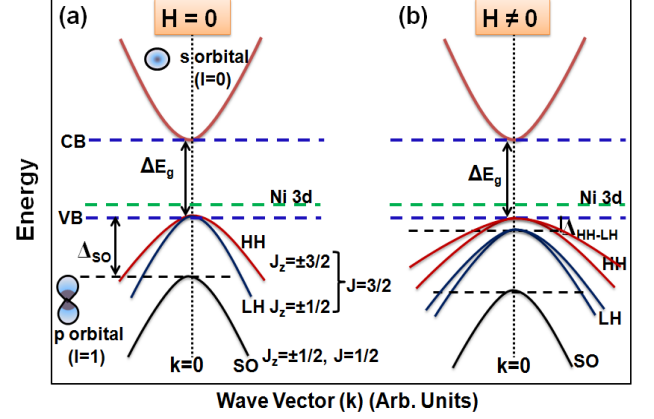 (a)
H = 0
s orbital
(l=0)
CB
ΔEg
Ni 3d
VB
ΔSO
HH
Jz=±3/2
J=3/2
LH
Jz=±1/2
p orbital
(l=1)
k=0
SO
Jz=±1/2, J=1/2
(b)
H ≠ 0
ΔEg
Ni 3d
ΔHH-LH
HH
LH
k=0
SO
Energy
Wave Vector (k) (Arb. Units)